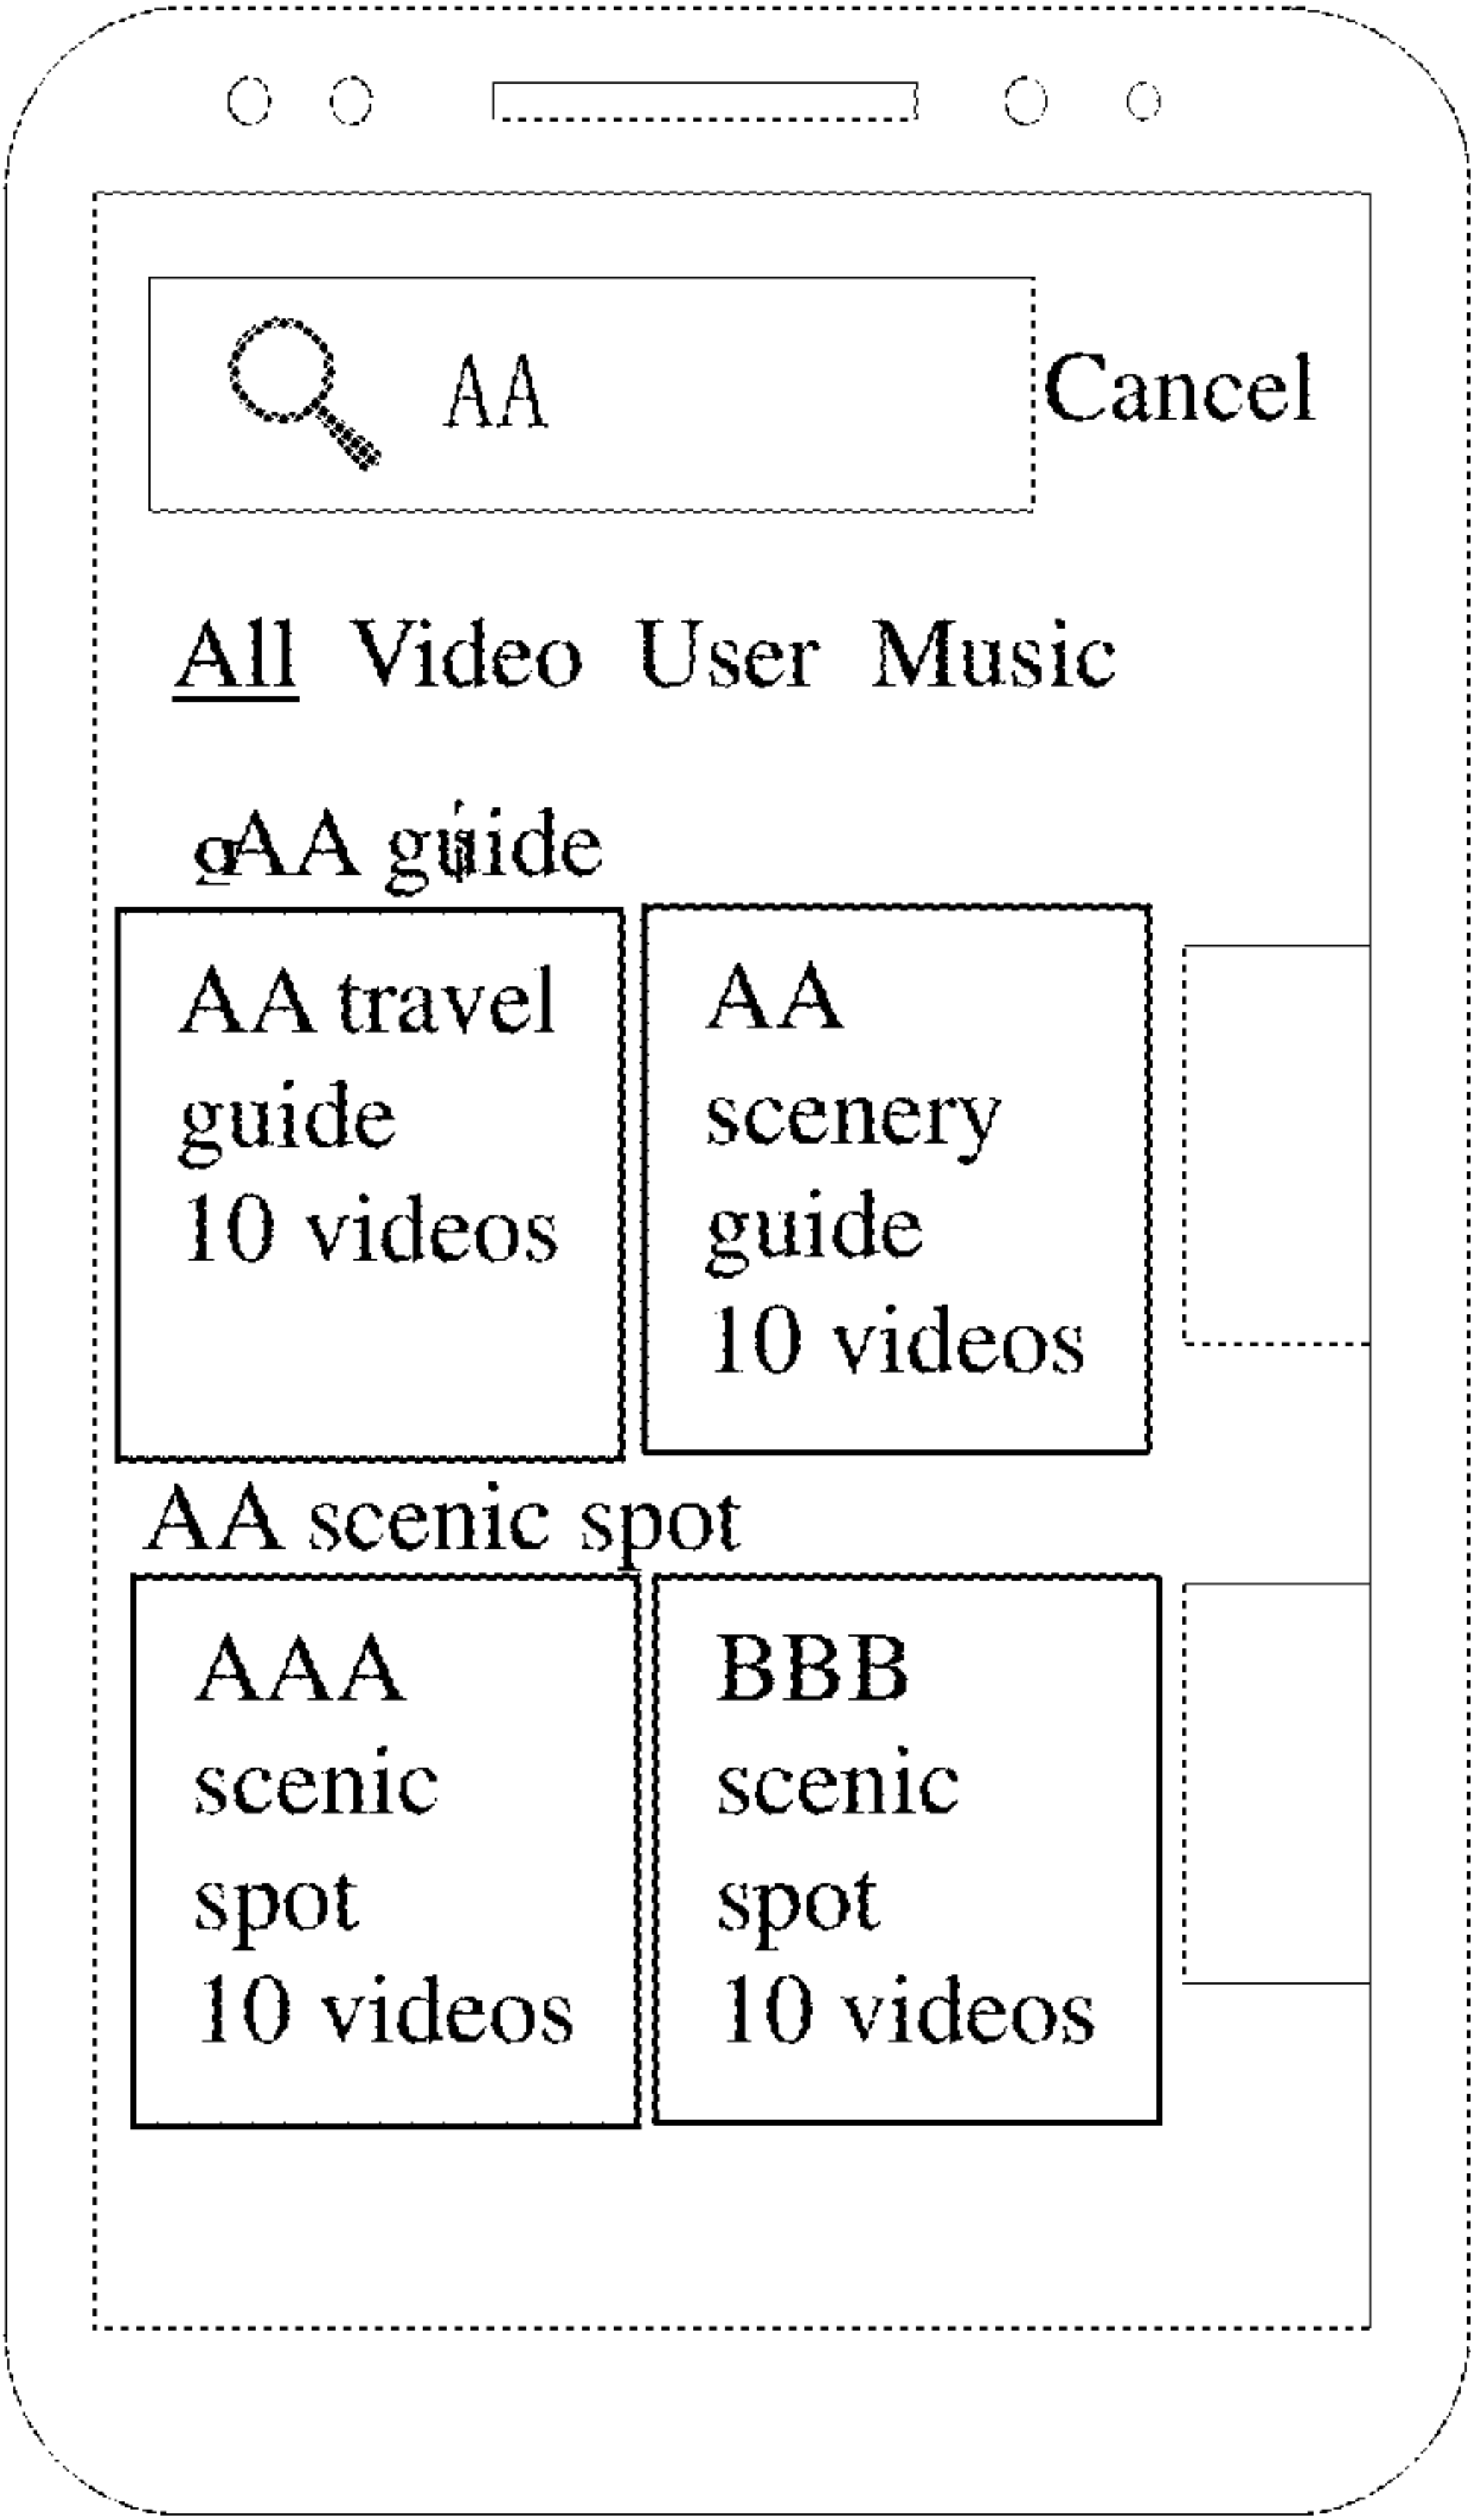 AA
Cancel
All Video User Music
AA guide
AA travel
guide
10 videos
AA
scenery
guide
10 videos
AA scenic spot
AAA
scenic
spot
10 videos
BBB
scenic
spot
10 videos